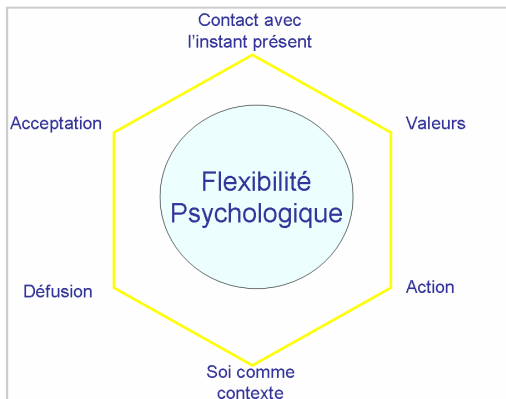 Contact avec
l'instant présent
Acceptation
Valeurs
Flexibilité
Psychologique
Défusion
Action
Soi comme
contexte